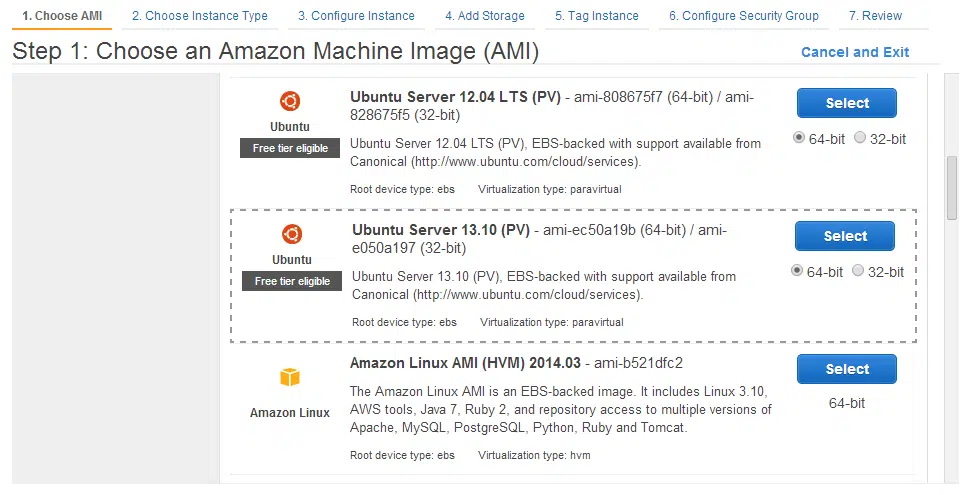 1. Choose AMI 2. Choose Instance Type 3. Configure Instance 4. Add Storage 5. Tag Instance 6. Configure Security Group 7. Review
Step 1: Choose an Amazon Machine Image (AMI) Cancel and Exit
Ubuntu
Free tier eligible
Ubuntu Server 12.04 LTS (PV) - ami-808675f7 (64-bit) / ami-
828675f5 (32-bit)
Ubuntu Server 12.04 LTS (PV), EBS-backed with support available from
Canonical (http://www.ubuntu.com/cloud/services).
Root device type: ebs Virtualization type: paravirtual
Select
64-bit 32-bit
Ubuntu
Free tier eligible
Ubuntu Server 13.10 (PV) - ami-ec50a19b (64-bit) / ami-
e050a197 (32-bit)
Ubuntu Server 13.10 (PV), EBS-backed with support available from
Canonical (http://www.ubuntu.com/cloud/services).
Root device type: ebs Virtualization type: paravirtual
Select
64-bit 32-bit
Amazon Linux
Amazon Linux AMI (HVM) 2014.03 - ami-b521dfc2
The Amazon Linux AMI is an EBS-backed image. It includes Linux 3.10,
AWS tools, Java 7, Ruby 2, and repository access to multiple versions of
Apache, MySQL, PostgreSQL, Python, Ruby and Tomcat.
Root device type: ebs Virtualization type: hvm
Select
64-bit